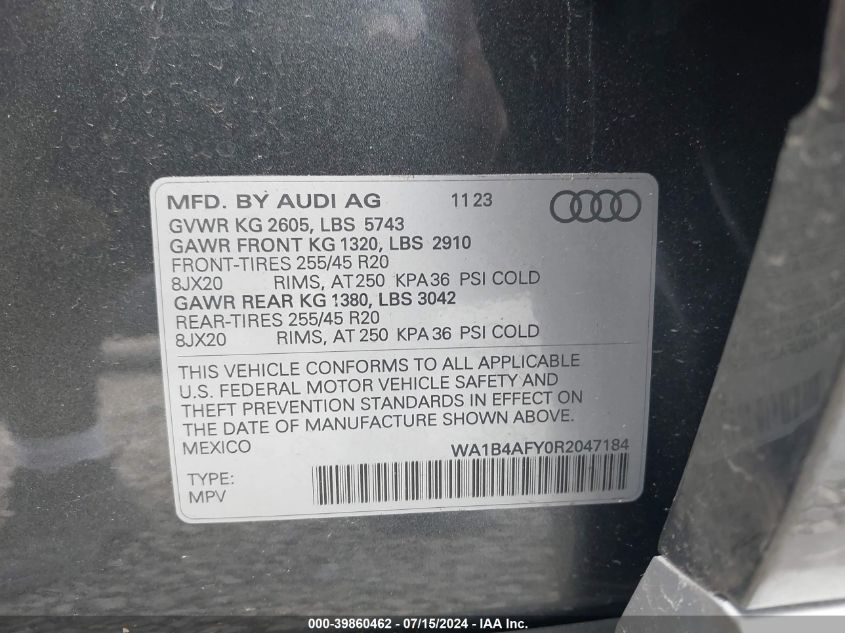 MFD. BY AUDI AG 11 23
GVWR KG 2605, LBS 5743
GAWR FRONT KG 1320, LBS 2910
FRONT-TIRES 255/45 R20
8JX20 RIMS, AT 250 KPA 36 PSI COLD
GAWR REAR KG 1380, LBS 3042
REAR-TIRES 255/45 R20
8JX20 RIMS, AT 250 KPA 36 PSI COLD
THIS VEHICLE CONFORMS TO ALL APPLICABLE
U.S. FEDERAL MOTOR VEHICLE SAFETY AND
THEFT PREVENTION STANDARDS IN EFFECT ON
THE DATE OF MANUFACTURE SHOWN ABOVE.
MEXICO WA1B4AFY0R2047184
TYPE:
MPV
000-39860462 - 07/15/2024 - IAA Inc.